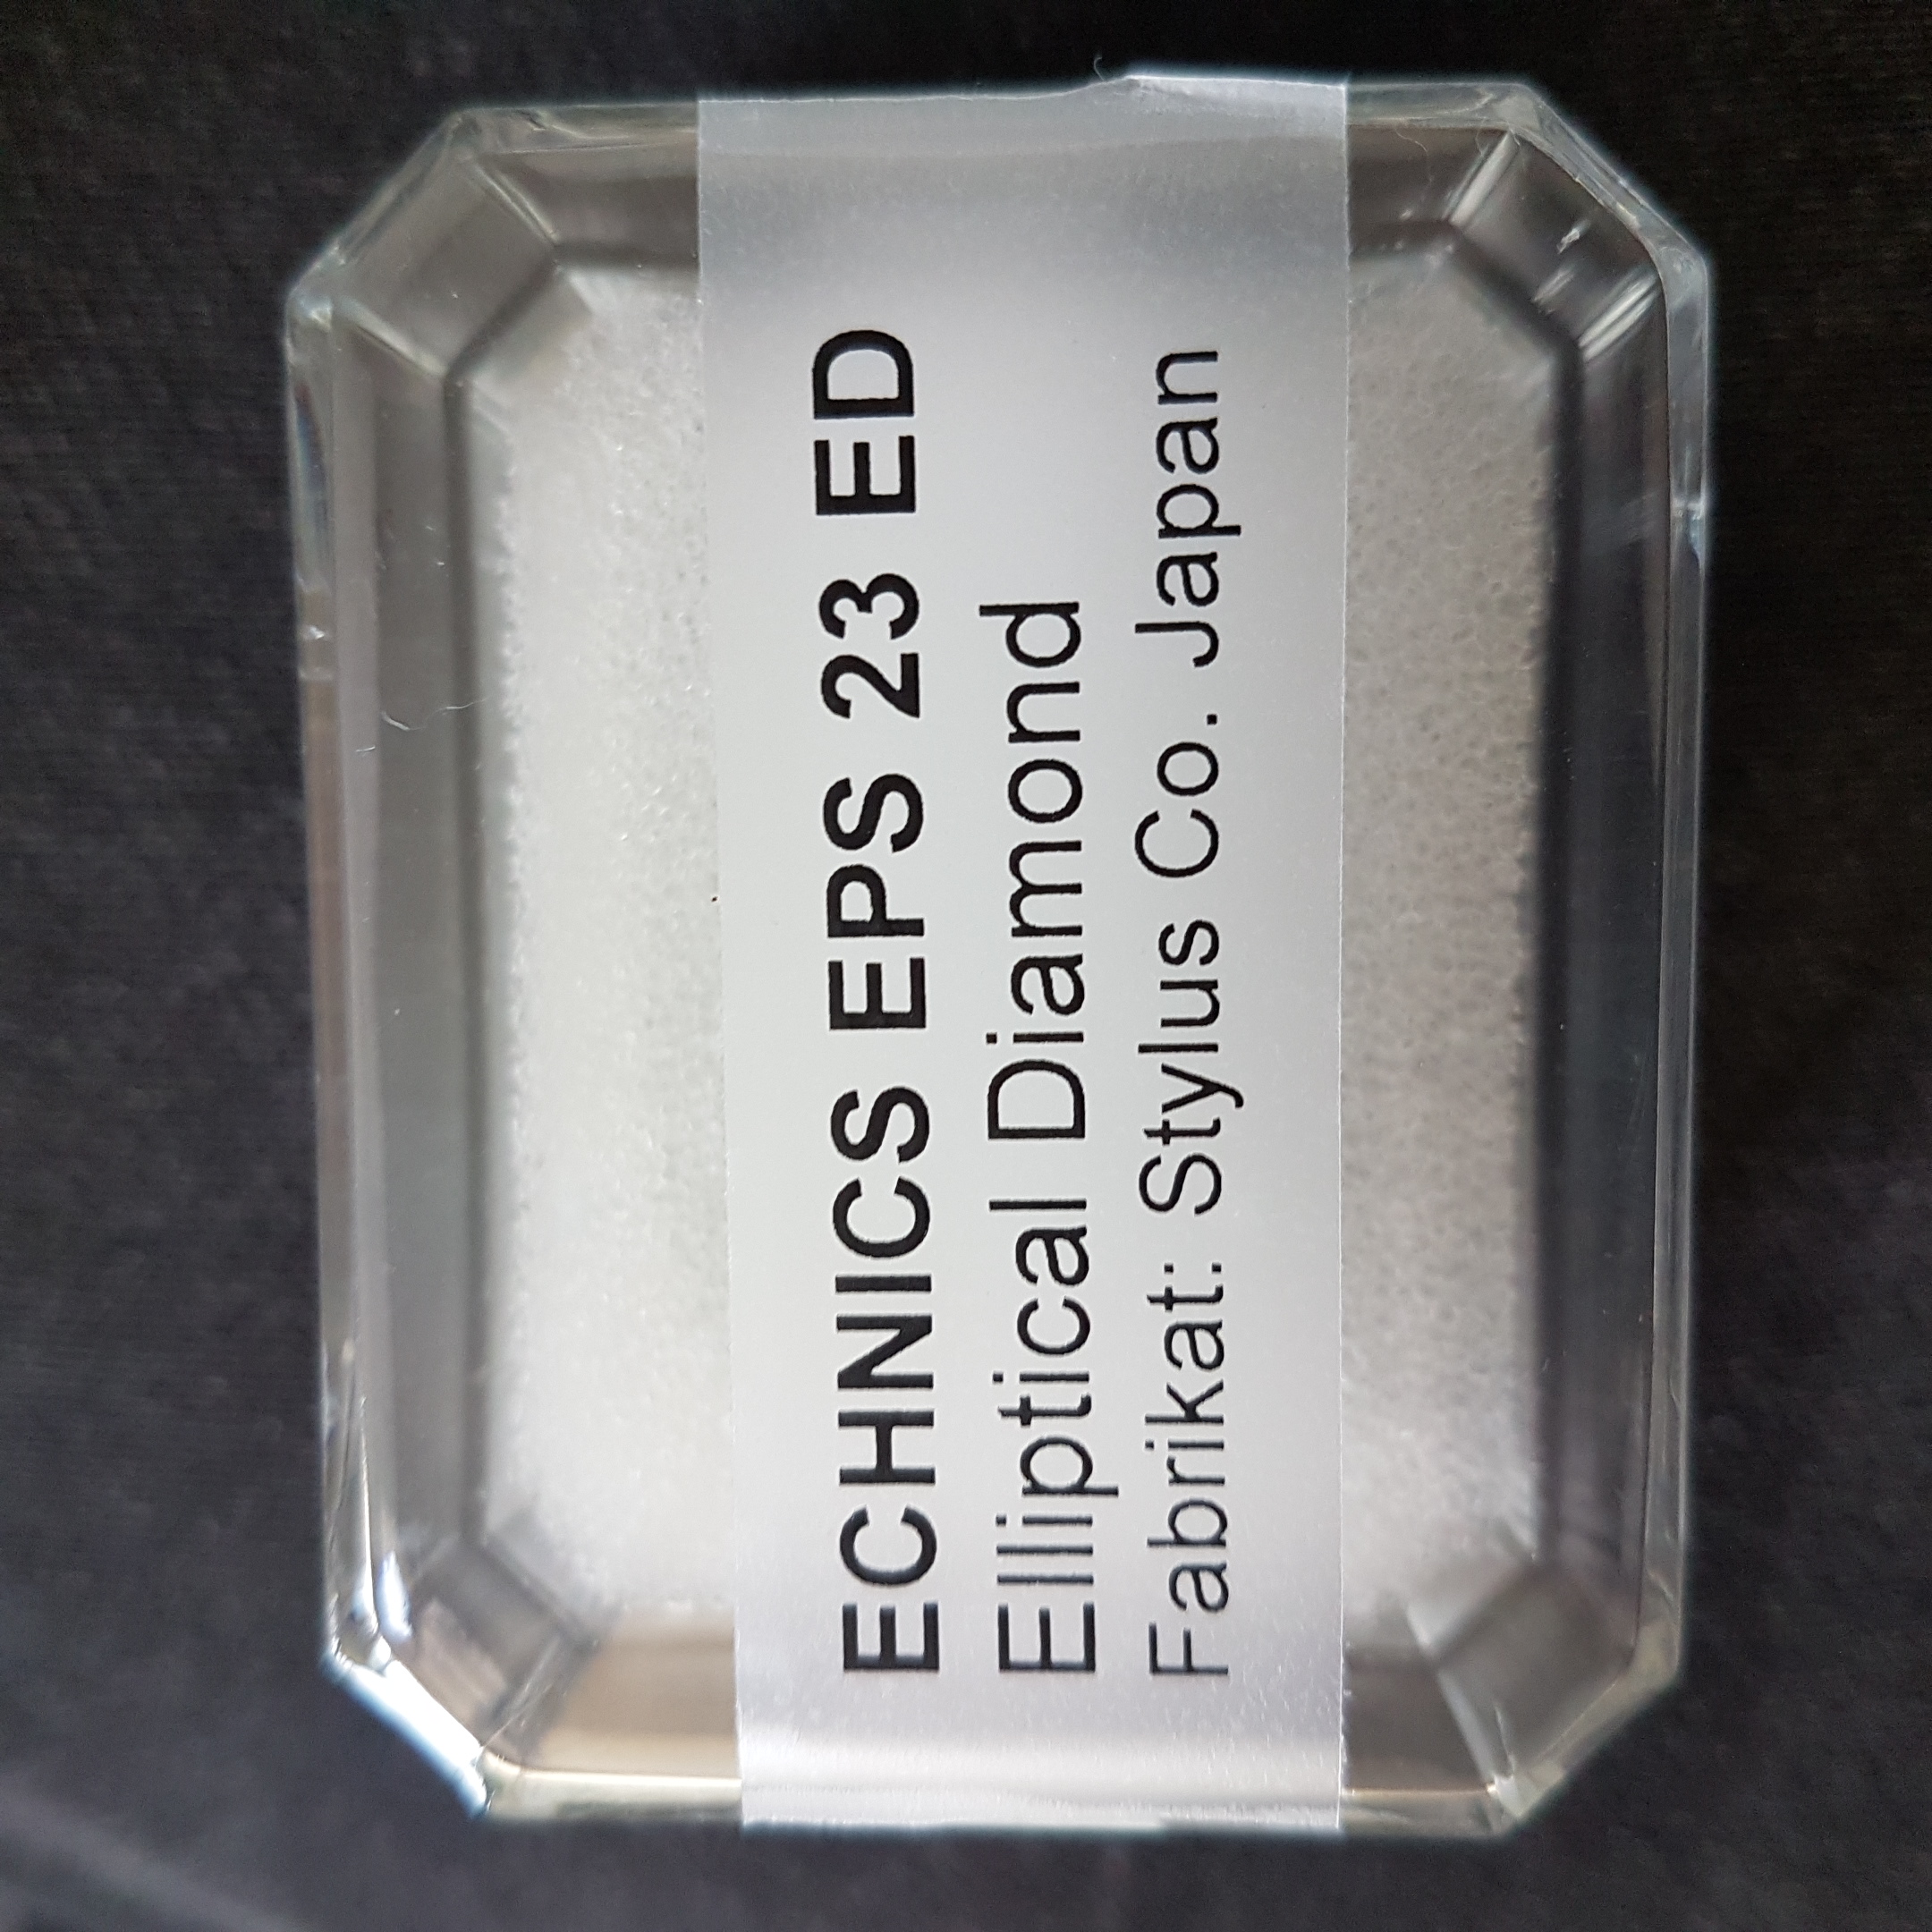 ECHNICS EPS 23 ED
Elliptical Diamond
Fabrikat: Stylus Co. Japan